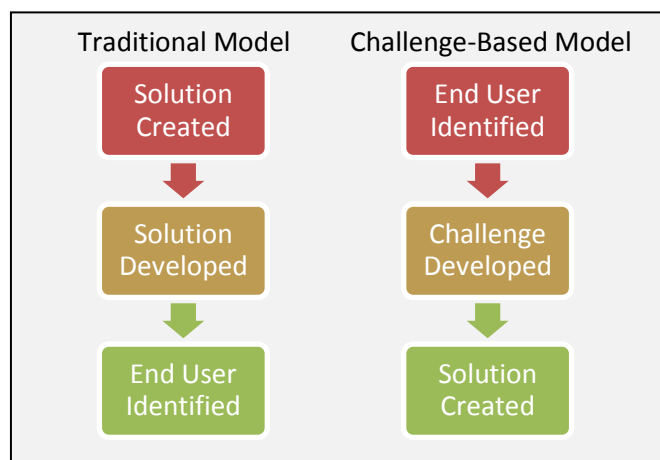 Traditional Model
Solution
Created
Solution
Developed
End User
Identified
Challenge-Based Model
End User
Identified
Challenge
Developed
Solution
Created